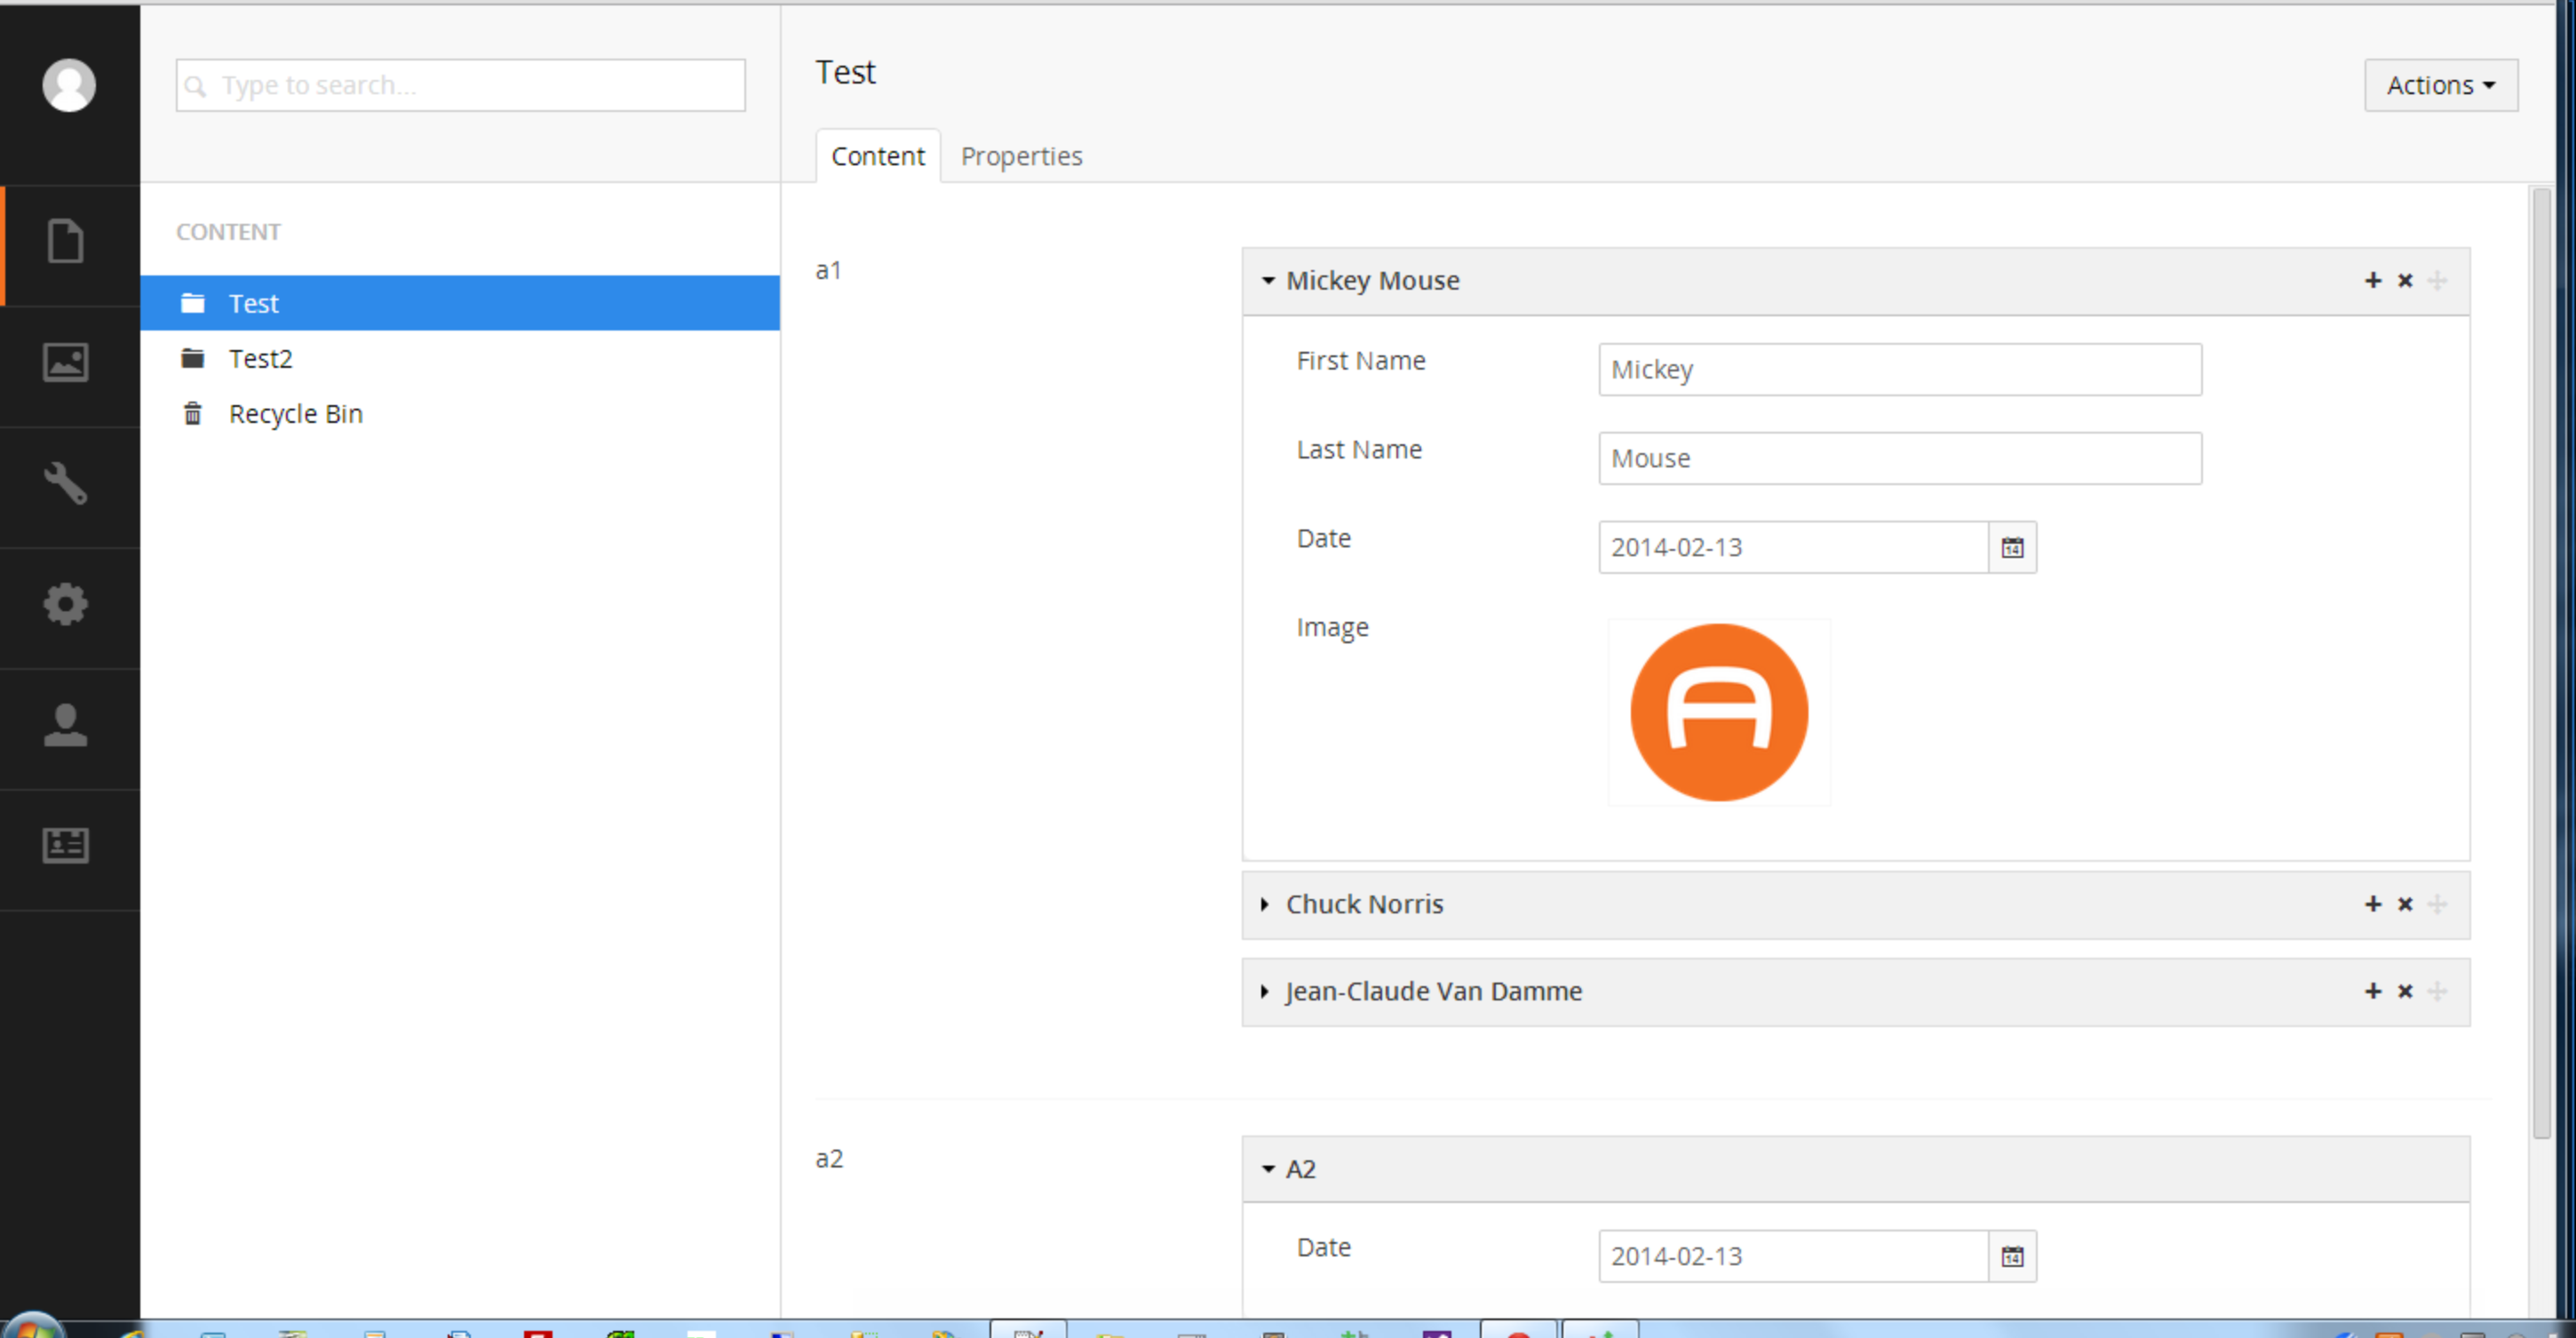 Type to search...
Test
Actions
Content
Properties
CONTENT
Test
Test2
Recycle Bin
a1
Mickey Mouse
First Name
Mickey
Last Name
Mouse
Date
2014-02-13
14
Image
Chuck Norris
Jean-Claude Van Damme
a2
A2
Date
2014-02-13
14